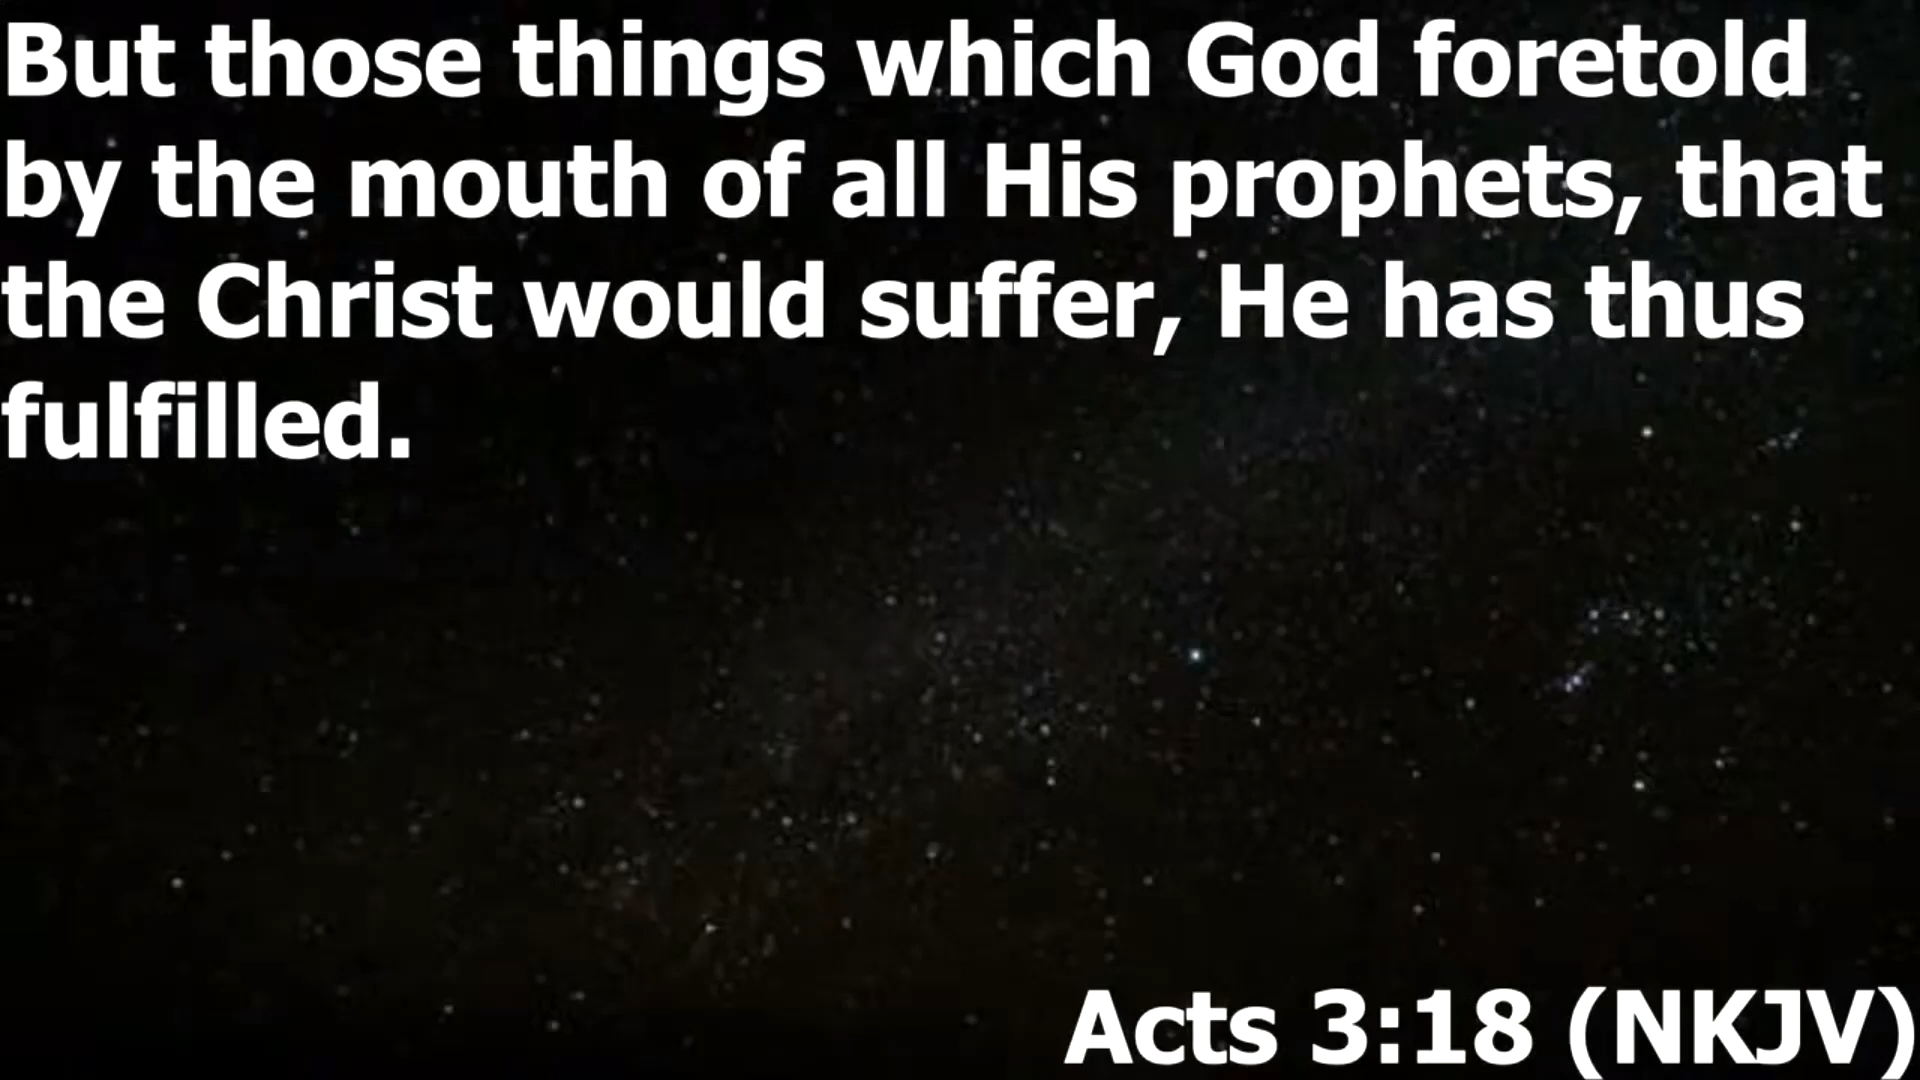 But those things which God foretold
by the mouth of all His prophets, that
the Christ would suffer, He has thus
fulfilled.
Acts 3:18 (NKJV)